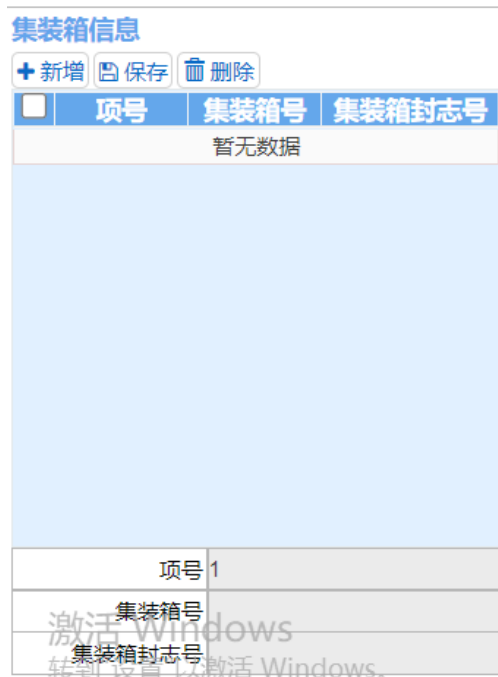 集装箱信息
新增 保存 删除
项号 集装箱号 集装箱封志号
暂无数据
项号 1
集装箱号
激活 Windows
集装箱封志号
转到"设置"以激活 Windows。